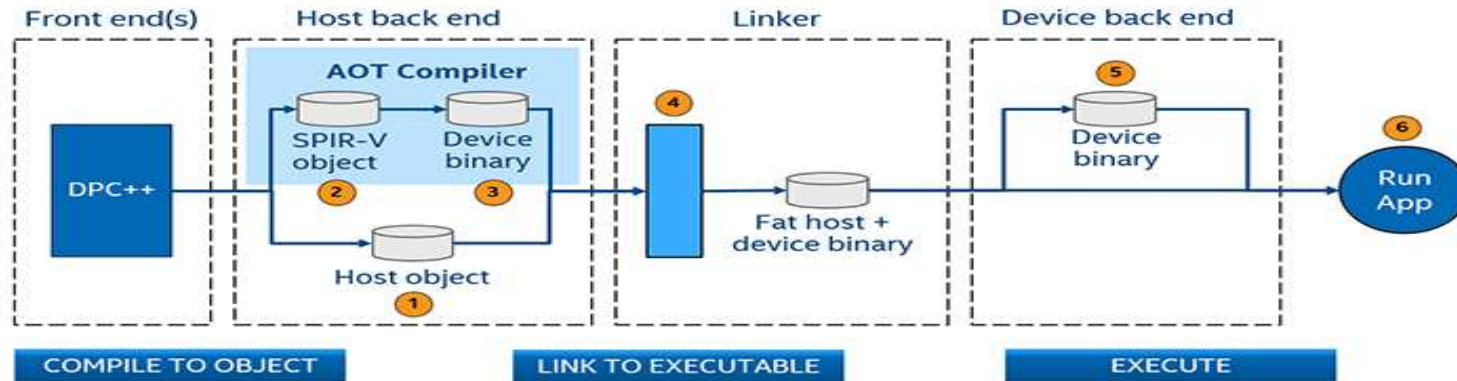 Front end(s)
Host back end
Linker
Device back end
AOT Compiler
DPC++
SPIR-V
object
2
Device
binary
3
Host object
1
4
Fat host +
device binary
5
Device
binary
6
Run
App
COMPILE TO OBJECT
LINK TO EXECUTABLE
EXECUTE